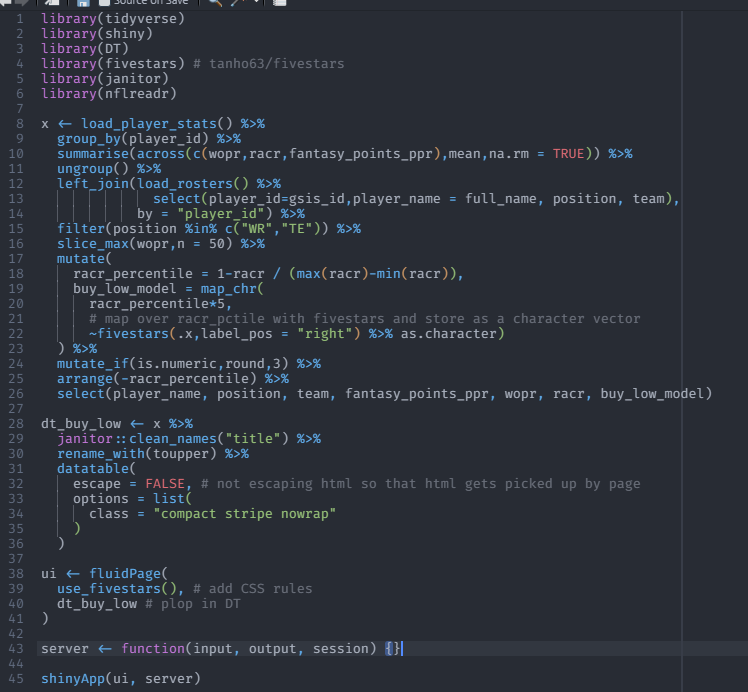 Source on Save
1 library(tidyverse)
2 library(shiny)
3 library(DT)
4 library(fivestars) # tanho63/fivestars
5 library(janitor)
6 library(nflreadr)
7
8 x <- load_player_stats() %>%
9   group_by(player_id) %>%
10   summarise(across(c(wopr,racr,fantasy_points_ppr),mean,na.rm = TRUE)) %>%
11   ungroup() %>%
12   left_join(load_rosters() %>%
13               select(player_id=gsis_id,player_name = full_name, position, team),
14             by = "player_id") %>%
15   filter(position %in% c("WR","TE")) %>%
16   slice_max(wopr,n = 50) %>%
17   mutate(
18     racr_percentile = 1-racr / (max(racr)-min(racr)),
19     buy_low_model = map_chr(
20       racr_percentile*5,
21       # map over racr_pctile with fivestars and store as a character vector
22       ~fivestars(.x,label_pos = "right") %>% as.character)
23   ) %>%
24   mutate_if(is.numeric,round,3) %>%
25   arrange(-racr_percentile) %>%
26   select(player_name, position, team, fantasy_points_ppr, wopr, racr, buy_low_model)
27
28 dt_buy_low <- x %>%
29   janitor::clean_names("title") %>%
30   rename_with(toupper) %>%
31   datatable(
32     escape = FALSE, # not escaping html so that html gets picked up by page
33     options = list(
34       class = "compact stripe nowrap"
35     )
36   )
37
38 ui <- fluidPage(
39   use_fivestars(), # add CSS rules
40   dt_buy_low # plop in DT
41 )
42
43 server <- function(input, output, session) {}
44
45 shinyApp(ui, server)